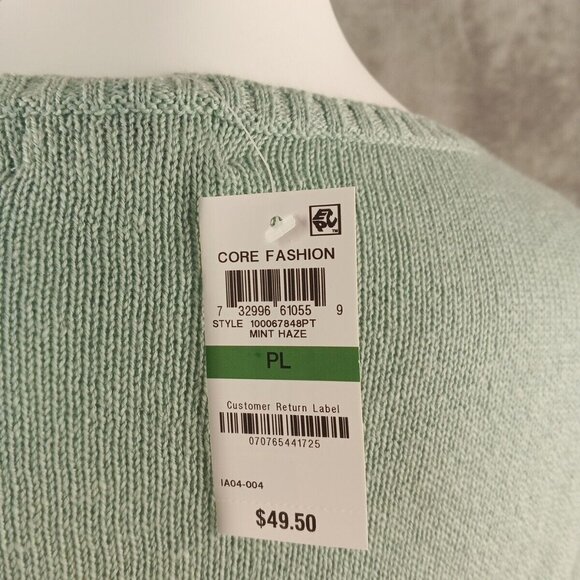 EPC™
CORE FASHION
7 32996 61055 9
STYLE 100067848PT
MINT HAZE
PL
Customer Return Label
070765441725
IA04-004
$49.50